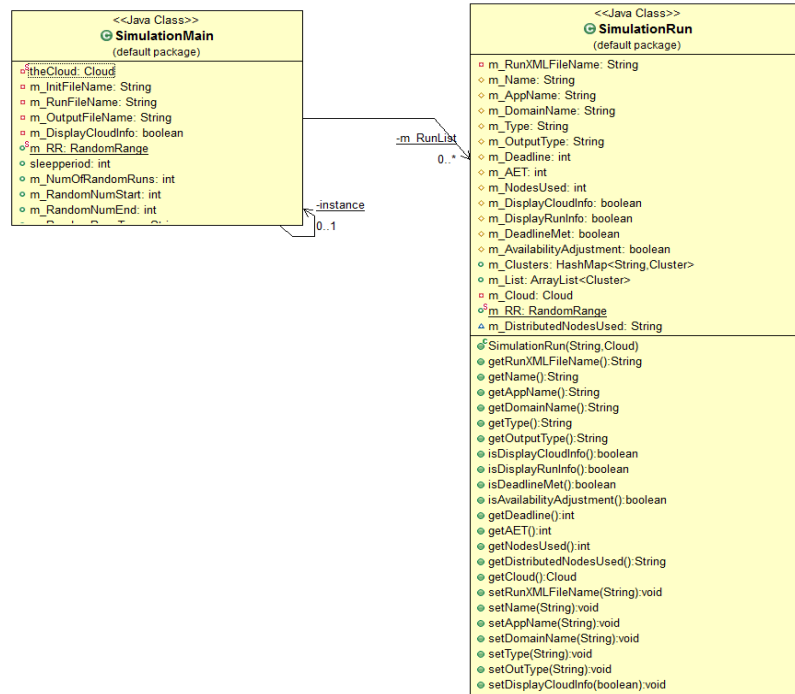 <<Java Class>>
SimulationMain
(default package)
theCloud: Cloud
m_InitFileName: String
m_RunFileName: String
m_OutputFileName: String
m_DisplayCloudInfo: boolean
m_RR: RandomRange
sleepperiod: int
m_NumOfRandomRuns: int
m_RandomNumStart: int
m_RandomNumEnd: int
-m_RunList
0..*
-instance
0..1
<<Java Class>>
SimulationRun
(default package)
m_RunXMLFileName: String
m_Name: String
m_AppName: String
m_DomainName: String
m_Type: String
m_OutputType: String
m_Deadline: int
m_AET: int
m_NodesUsed: int
m_DisplayCloudInfo: boolean
m_DisplayRunInfo: boolean
m_DeadlineMet: boolean
m_AvailabilityAdjustment: boolean
m_Clusters: HashMap<String,Cluster>
m_List: ArrayList<Cluster>
m_Cloud: Cloud
m_RR: RandomRange
m_DistributedNodesUsed: String
SimulationRun(String,Cloud)
getRunXMLFileName():String
getName():String
getAppName():String
getDomainName():String
getType():String
getOutputType():String
isDisplayCloudInfo():boolean
isDisplayRunInfo():boolean
isDeadlineMet():boolean
isAvailabilityAdjustment():boolean
getDeadline():int
getAET():int
getNodesUsed():int
getDistributedNodesUsed():String
getCloud():Cloud
setRunXMLFileName(String):void
setName(String):void
setAppName(String):void
setDomainName(String):void
setType(String):void
setOutType(String):void
setDisplayCloudInfo(boolean):void